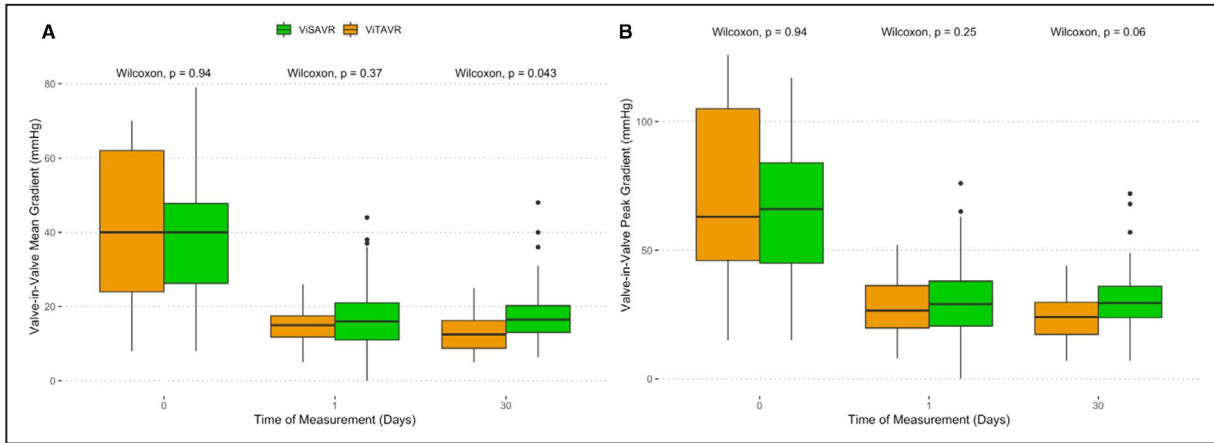 A
ViSAVR ViTAVR
Wilcoxon, p = 0.94 Wilcoxon, p = 0.37 Wilcoxon, p = 0.043
Valve-in-Valve Mean Gradient (mmHg)
80
60
40
20
0
0 1 30
Time of Measurement (Days)
B
Wilcoxon, p = 0.94 Wilcoxon, p = 0.25 Wilcoxon, p = 0.06
Valve-in-Valve Peak Gradient (mmHg)
100
50
0
0 1 30
Time of Measurement (Days)